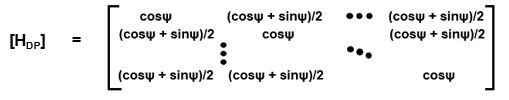 cosψ (cosψ + sinψ)/2 ••• (cosψ + sinψ)/2
(cosψ + sinψ)/2 cosψ (cosψ + sinψ)/2
[H_DP] =
(cosψ + sinψ)/2 (cosψ + sinψ)/2 cosψ